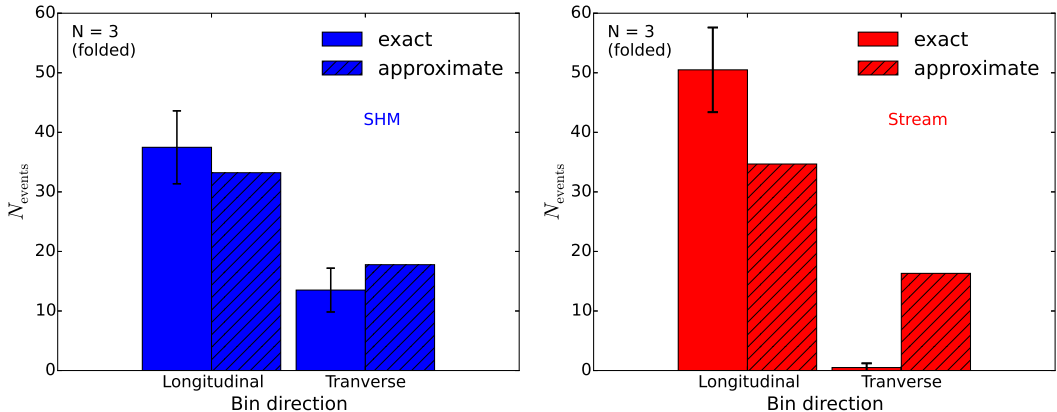 60
50
40
30
20
10
0
N = 3
(folded)
exact
approximate
SHM
N_events
Longitudinal
Tranverse
Bin direction
60
50
40
30
20
10
0
N = 3
(folded)
exact
approximate
Stream
N_events
Longitudinal
Tranverse
Bin direction